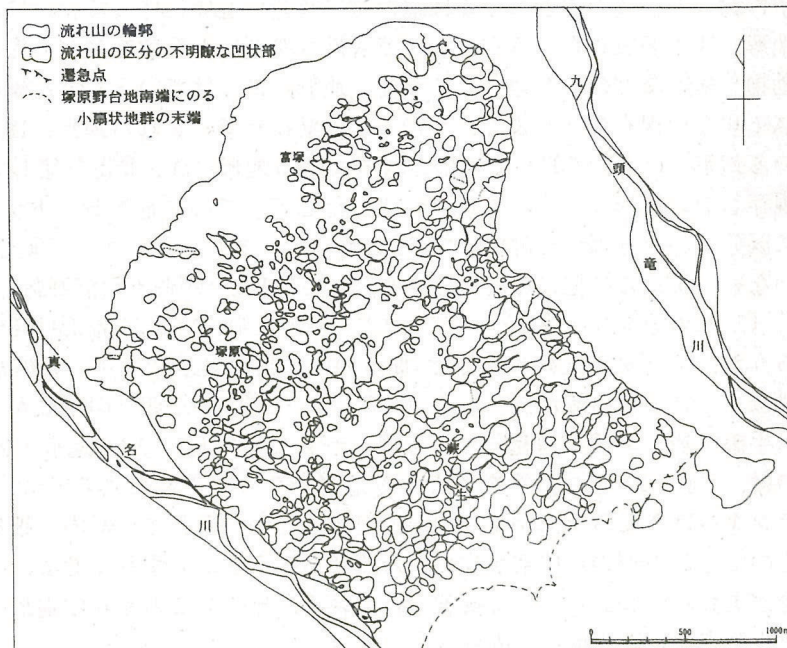 流れ山の輪郭
流れ山の区分の不明瞭な凹状部
遷急点
塚原野台地南端にのる
小扇状地群の末端
九頭竜川
富塚
塚原
真名川
蕨生
0 500 1000m